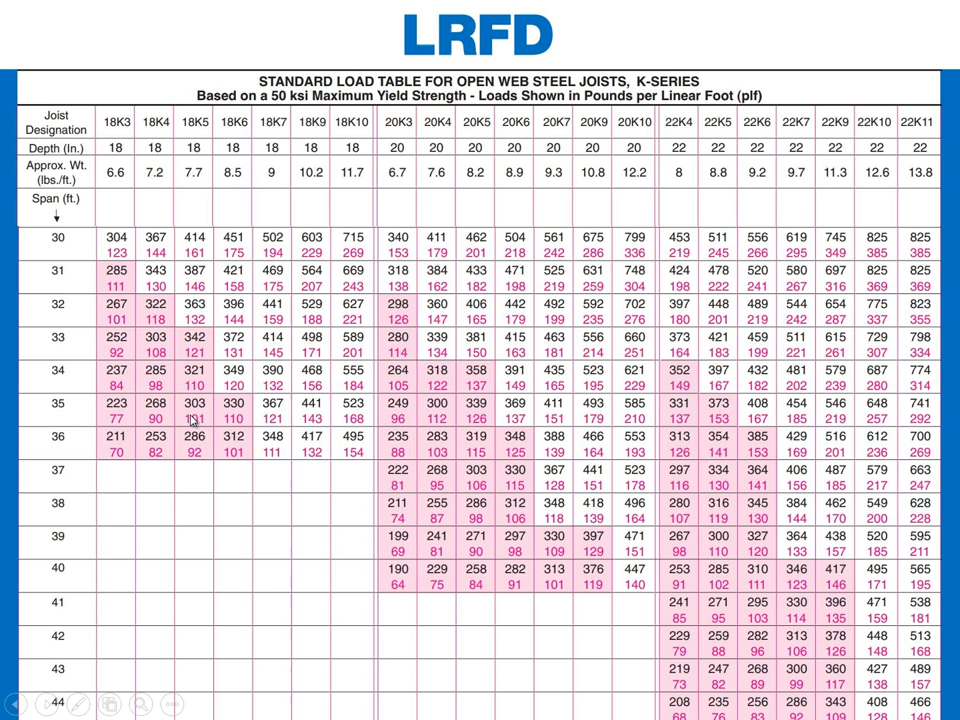 LRFD
STANDARD LOAD TABLE FOR OPEN WEB STEEL JOISTS, K-SERIES
Based on a 50 ksi Maximum Yield Strength - Loads Shown in Pounds per Linear Foot (plf)
Joist Designation 18K3 18K4 18K5 18K6 18K7 18K9 18K10 20K3 20K4 20K5 20K6 20K7 20K9 20K10 22K4 22K5 22K6 22K7 22K9 22K10 22K11
Depth (In.) 18 18 18 18 18 18 18 20 20 20 20 20 20 20 22 22 22 22 22 22 22
Approx. Wt. (lbs./ft.) 6.6 7.2 7.7 8.5 9 10.2 11.7 6.7 7.6 8.2 8.9 9.3 10.8 12.2 8 8.8 9.2 9.7 11.3 12.6 13.8
Span (ft.)
↓
30 304 367 414 451 502 603 715 340 411 462 504 561 675 799 453 511 556 619 745 825 825
123 144 161 175 194 229 269 153 179 201 218 242 286 336 219 245 266 295 349 385 385
31 285 343 387 421 469 564 669 318 384 433 471 525 631 748 424 478 520 580 697 825 825
111 130 146 158 175 207 243 138 162 182 198 219 259 304 198 222 241 267 316 369 369
32 267 322 363 396 441 529 627 298 360 406 442 492 592 702 397 448 489 544 654 775 823
101 118 132 144 159 188 221 126 147 165 179 199 235 276 180 201 219 242 287 337 355
33 252 303 342 372 414 498 589 280 339 381 415 463 556 660 373 421 459 511 615 729 798
92 108 121 131 145 171 201 114 134 150 163 181 214 251 164 183 199 221 261 307 334
34 237 285 321 349 390 468 555 264 318 358 391 435 523 621 352 397 432 481 579 687 774
84 98 110 120 132 156 184 105 122 137 149 165 195 229 149 167 182 202 239 280 314
35 223 268 303 330 367 441 523 249 300 339 369 411 493 585 331 373 408 454 546 648 741
77 90 110 121 143 168 96 112 126 137 151 179 210 137 153 167 185 219 257 292
36 211 253 286 312 348 417 495 235 283 319 348 388 466 553 313 354 385 429 516 612 700
70 82 92 101 111 132 154 88 103 115 125 139 164 193 126 141 153 169 201 236 269
37 222 268 303 330 367 441 523 297 334 364 406 487 579 663
81 95 106 115 128 151 178 116 130 141 156 185 217 247
38 211 255 286 312 348 418 496 280 316 345 384 462 549 628
74 87 98 106 118 139 164 107 119 130 144 170 200 228
39 199 241 271 297 330 397 471 267 300 327 364 438 520 595
69 81 90 98 109 129 151 98 110 120 133 157 185 211
40 190 229 258 282 313 376 447 253 285 310 346 417 495 565
64 75 84 91 101 119 140 91 102 111 123 146 171 195
41 241 271 295 330 396 471 538
85 95 103 114 135 159 181
42 229 259 282 313 378 448 513
79 88 96 106 126 148 168
43 219 247 268 300 360 427 489
73 82 89 99 117 138 157
44 208 235 256 286 343 408 466
68 76 83 92 109 128 146